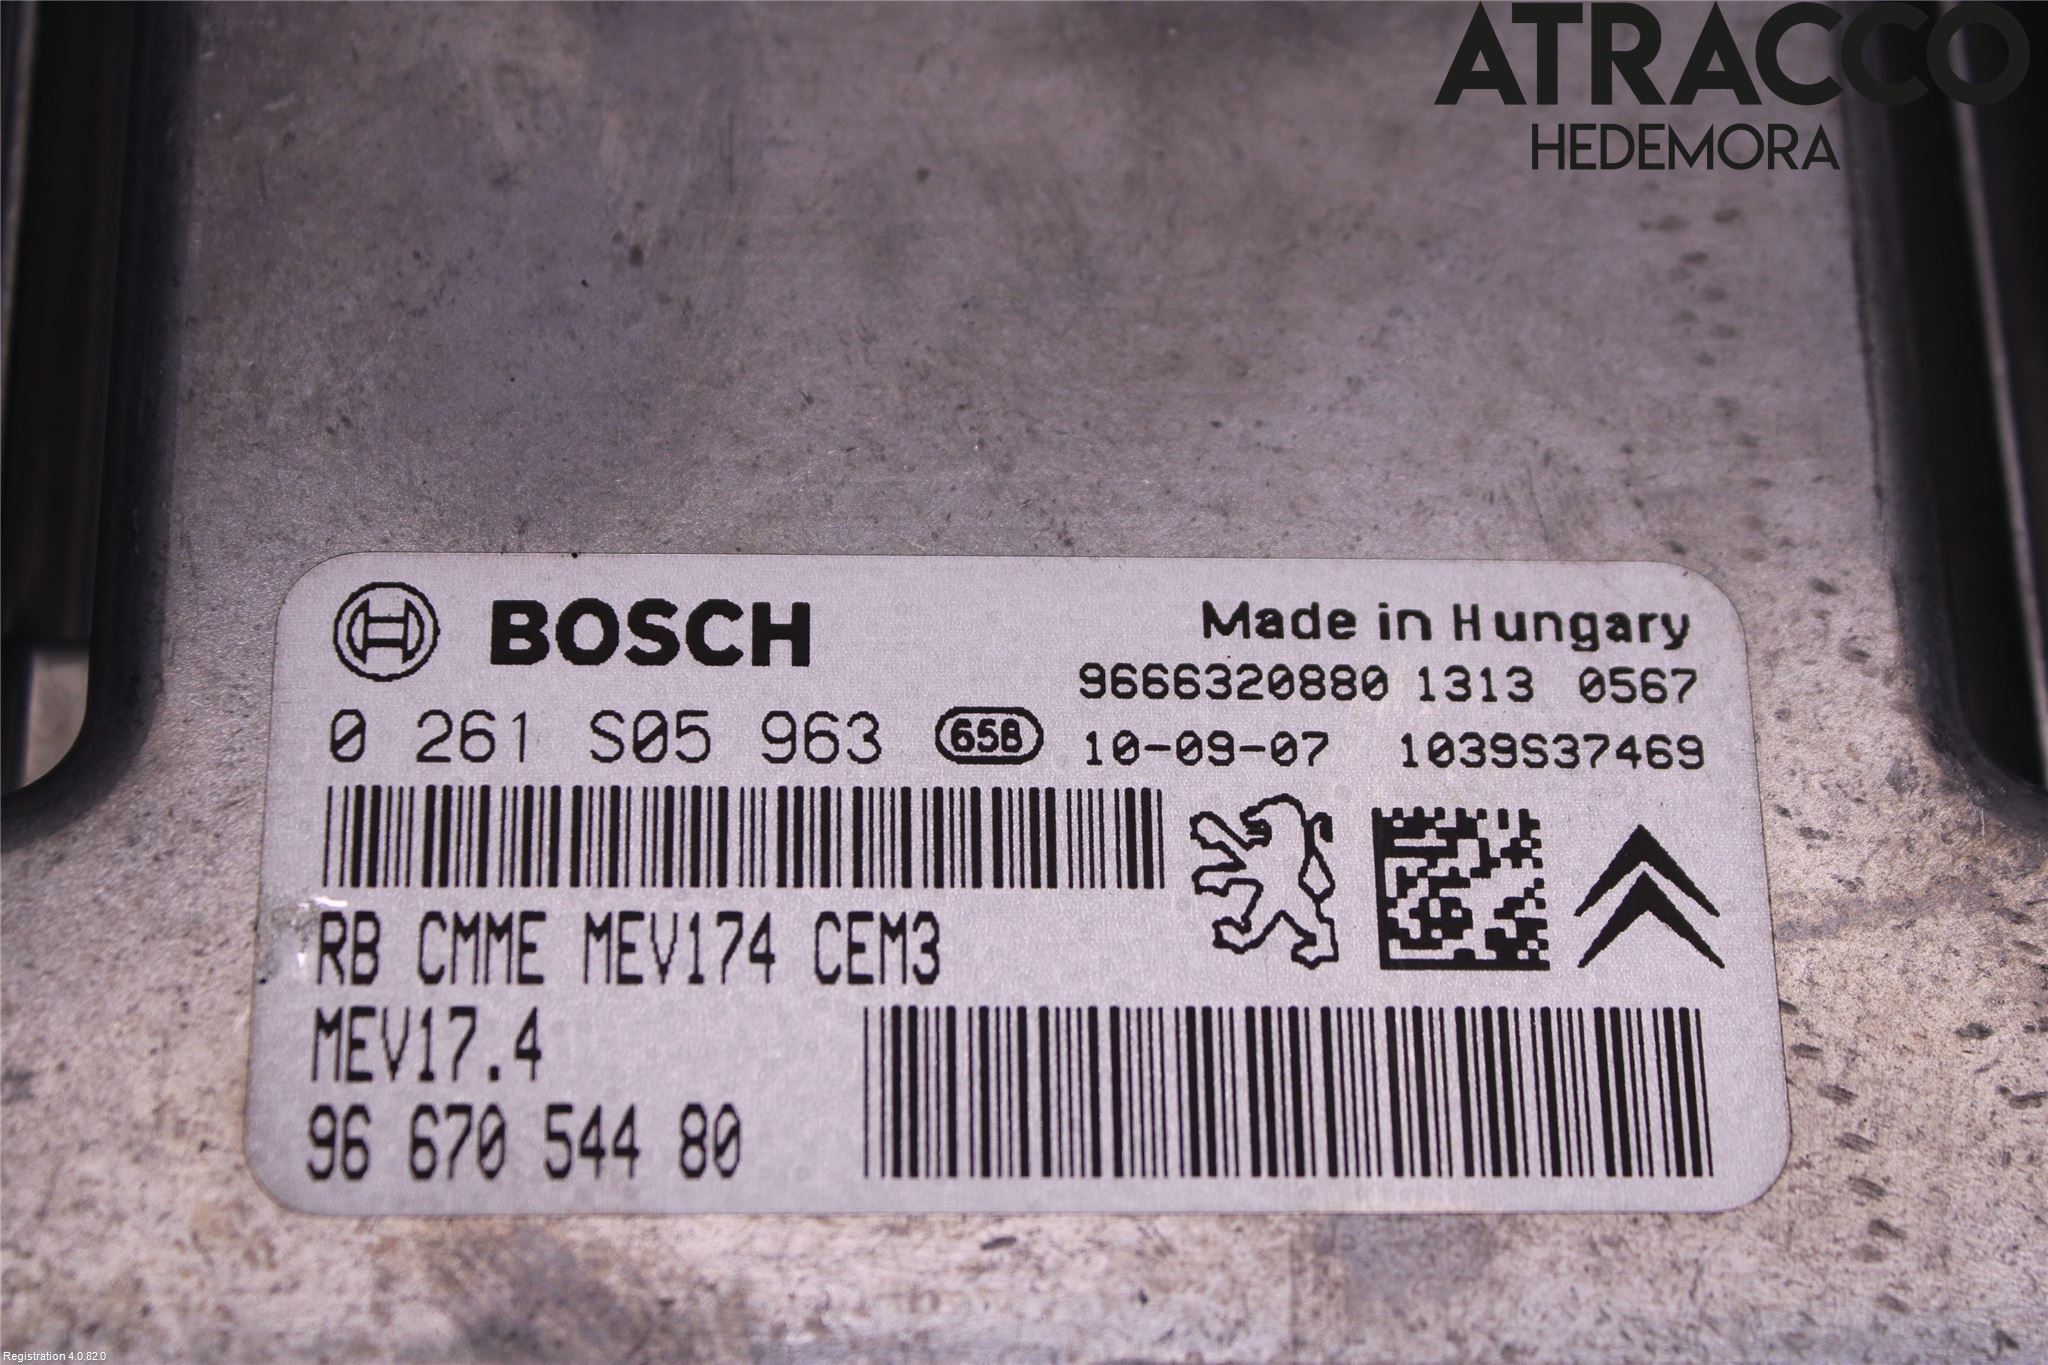 ATRACCO
HEDEMORA
BOSCH
Made in Hungary
9666320880 1313 0567
0 261 S05 963 65B
10-09-07 1039S37469
RB CMME MEV174 CEM3
MEV17.4
96 670 544 80
Registration 4.0.82.0